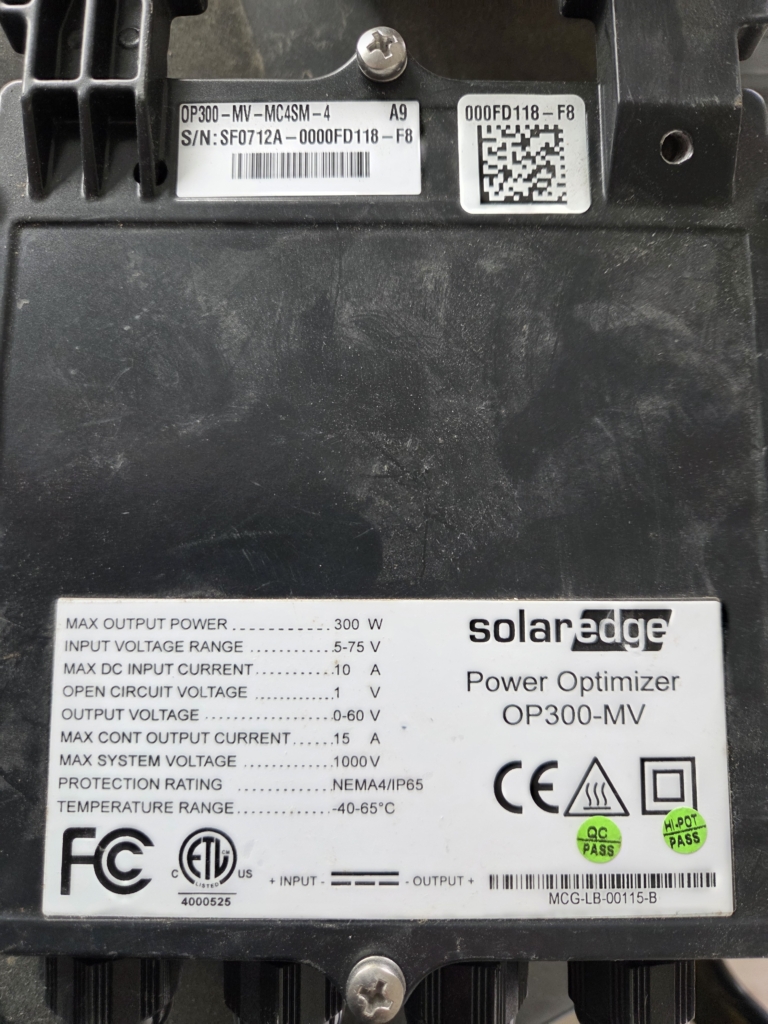 OP300-MV-MC4SM-4 A9
S/N:SF0712A-0000FD118-F8
000FD118-F8
MAX OUTPUT POWER 300 W
INPUT VOLTAGE RANGE 5-75 V
MAX DC INPUT CURRENT 10 A
OPEN CIRCUIT VOLTAGE 1 V
OUTPUT VOLTAGE 0-60 V
MAX CONT OUTPUT CURRENT 15 A
MAX SYSTEM VOLTAGE 1000V
PROTECTION RATING NEMA4/IP65
TEMPERATURE RANGE -40-65°C
solaredge
Power Optimizer
OP300-MV
CE
QC
PASS
HI-POT
PASS
FC
C ETL US
LISTED
4000525
+ INPUT - - OUTPUT +
MCG-LB-00115-B